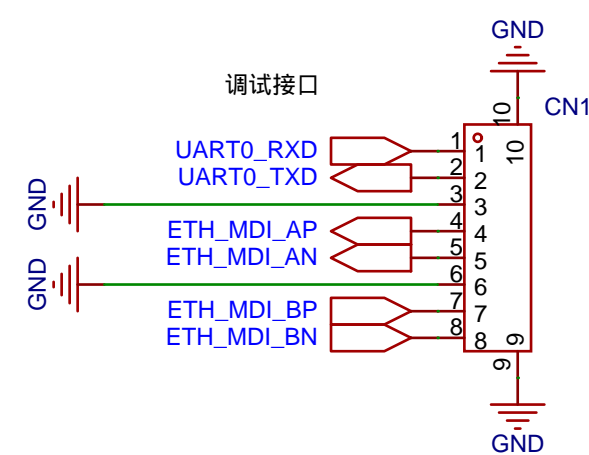 GND
调试接口
CN1
10
10
UART0_RXD
1
1
UART0_TXD
2
2
GND
3
3
ETH_MDI_AP
4
4
ETH_MDI_AN
5
5
GND
6
6
ETH_MDI_BP
7
7
ETH_MDI_BN
8
8
9
9
GND